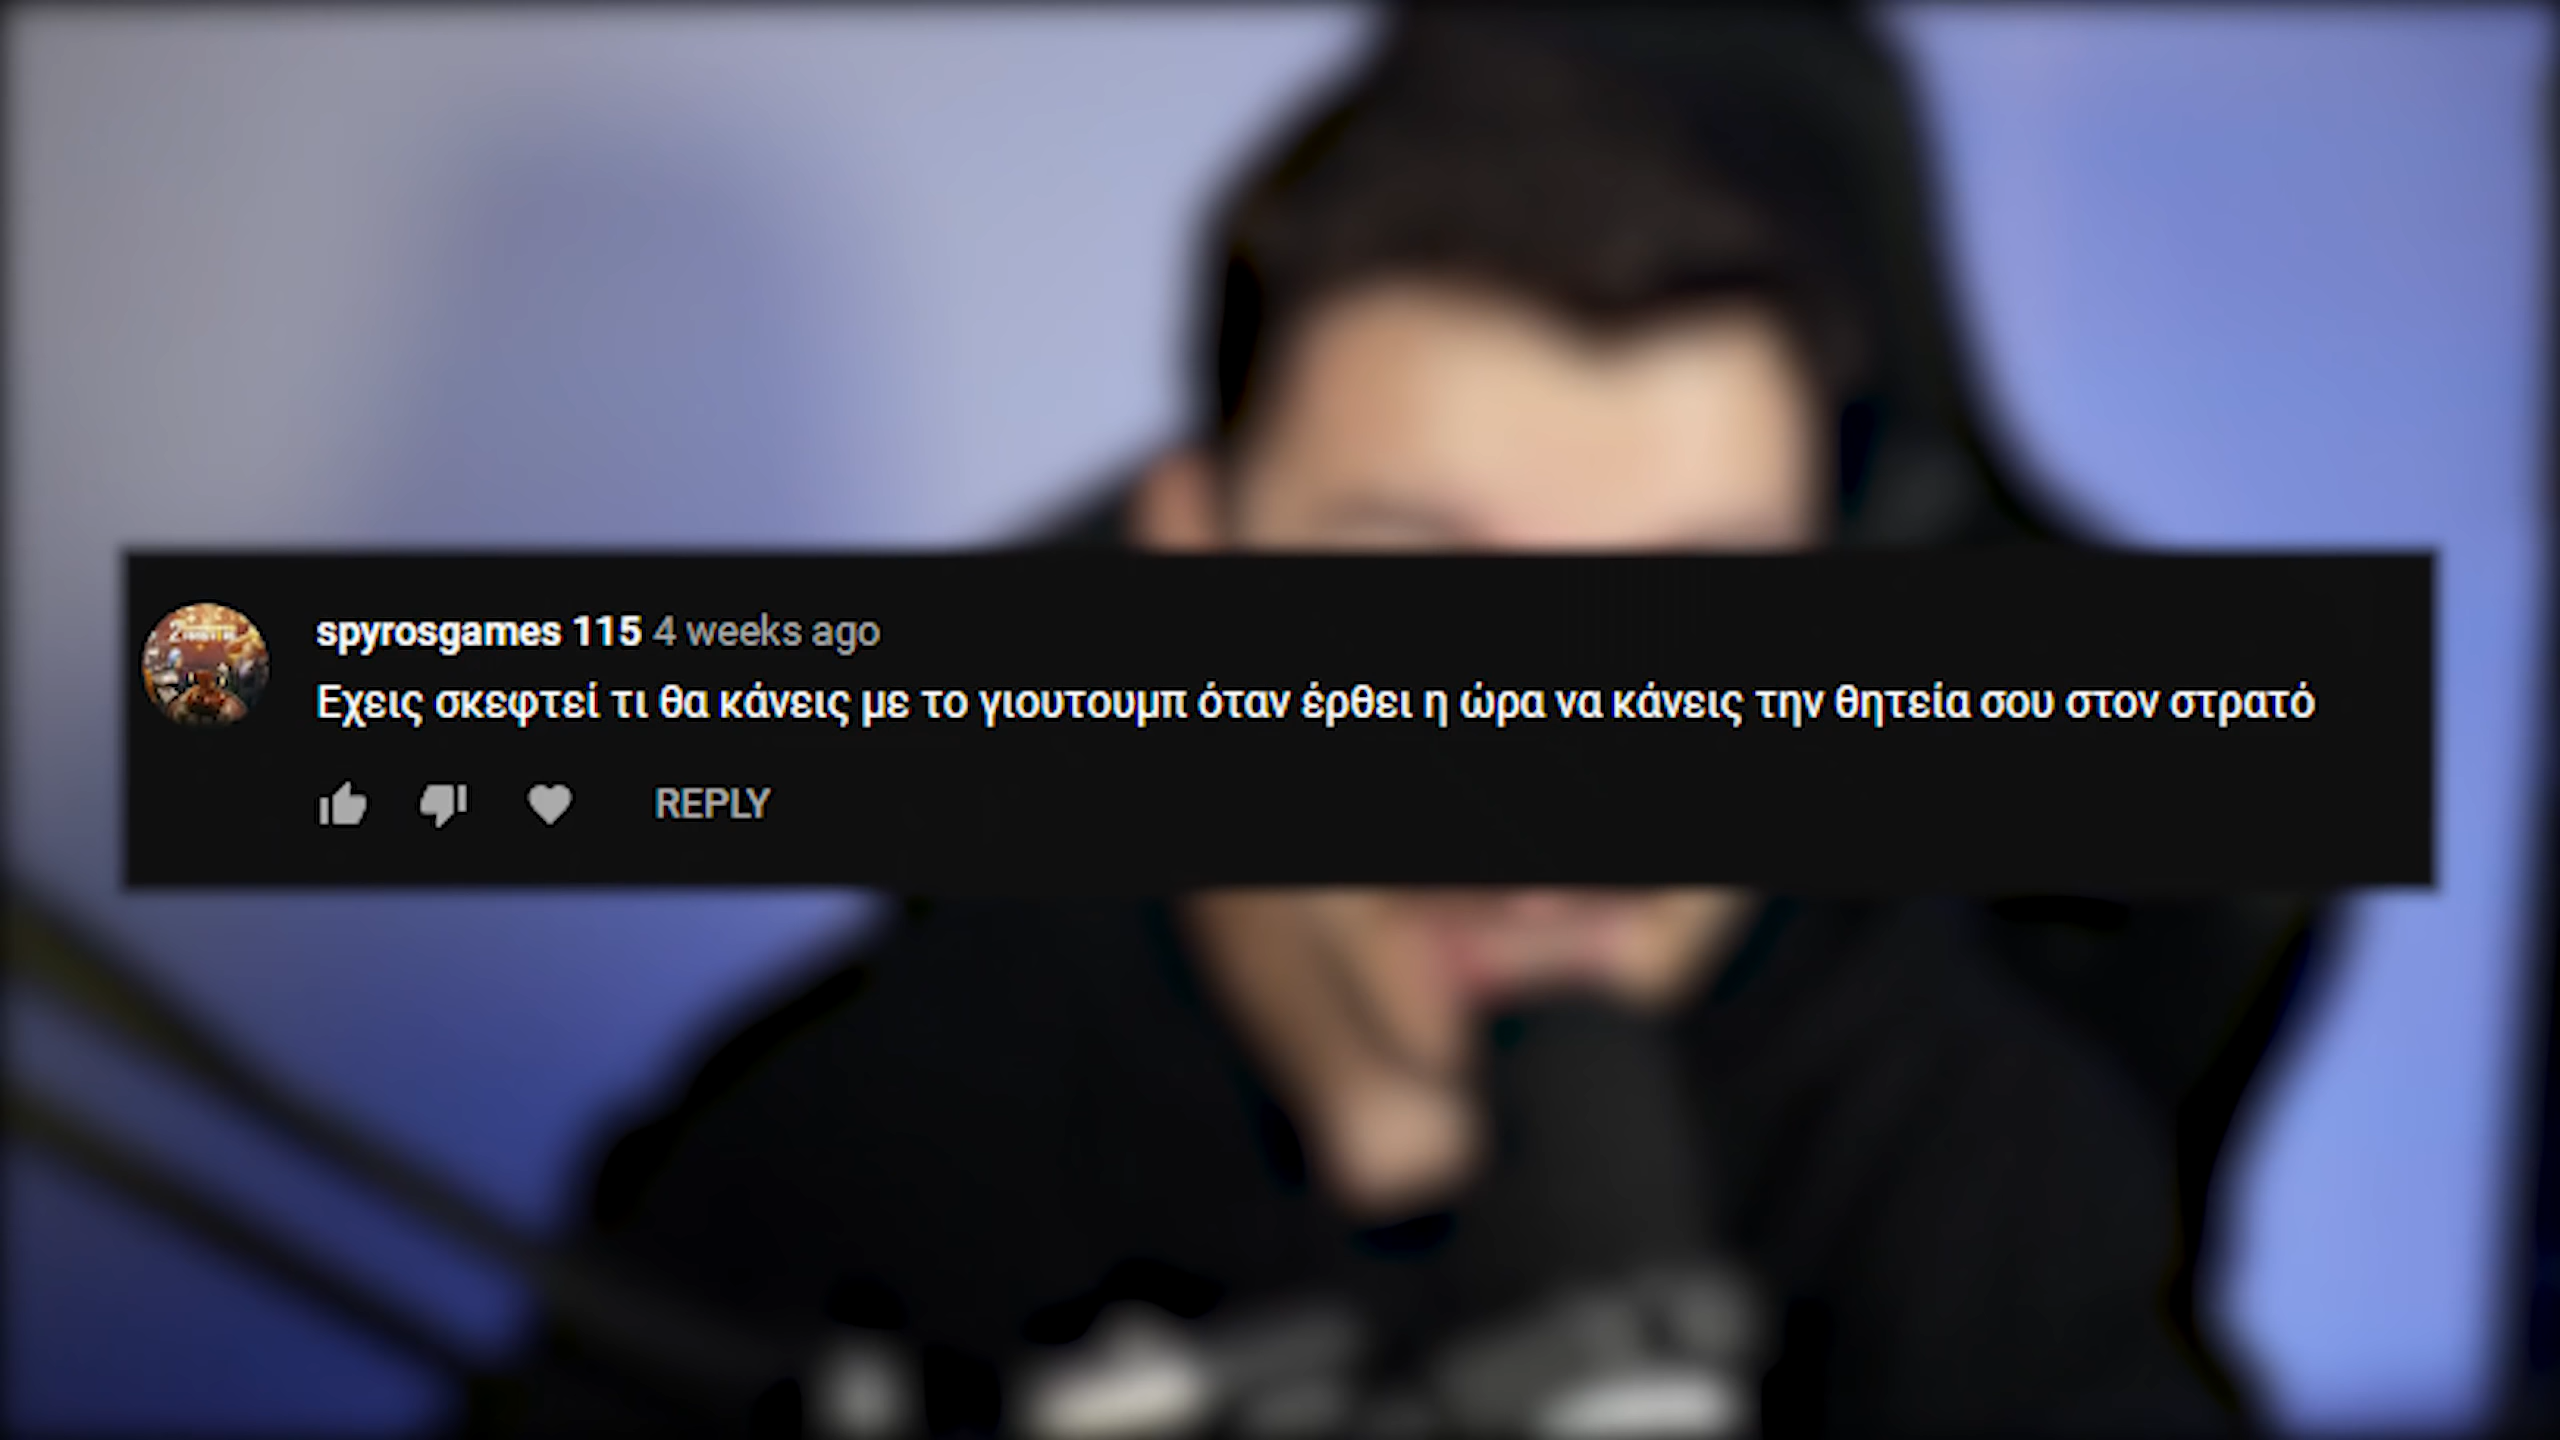 spyrosgames 115 4 weeks ago
Εχεις σκεφτεί τι θα κάνεις με το γιουτουμπ όταν έρθει η ώρα να κάνεις την θητεία σου στον στρατό
REPLY